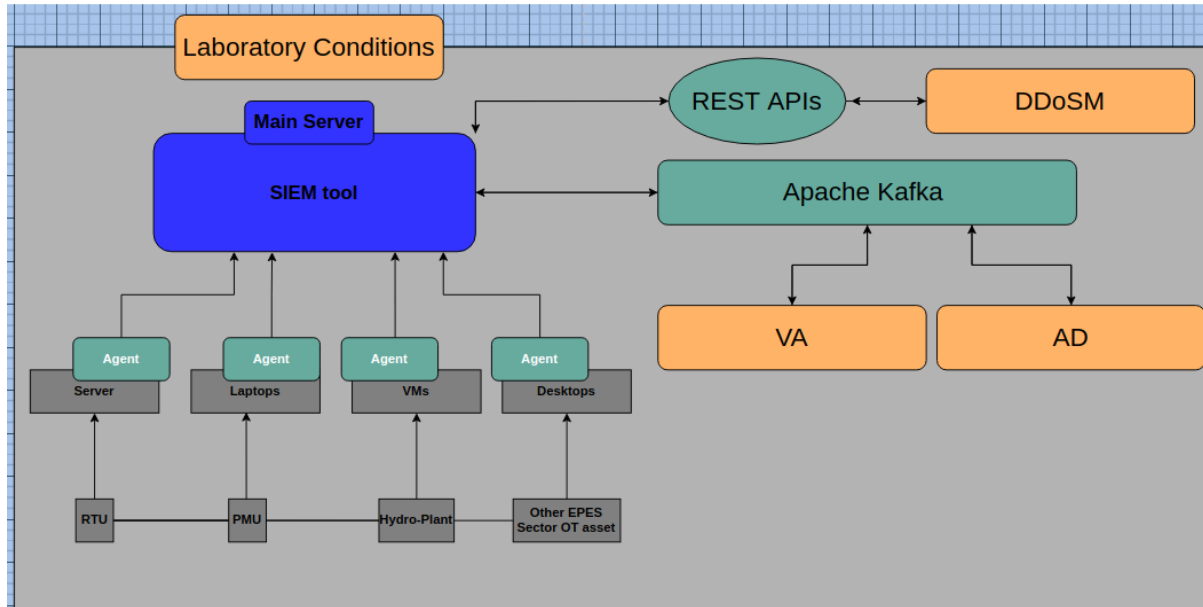 Laboratory Conditions
REST APIs
DDoSM
Main Server
SIEM tool
Apache Kafka
VA
AD
Agent
Agent
Agent
Agent
Server
Laptops
VMs
Desktops
RTU
PMU
Hydro-Plant
Other EPES
Sector OT asset